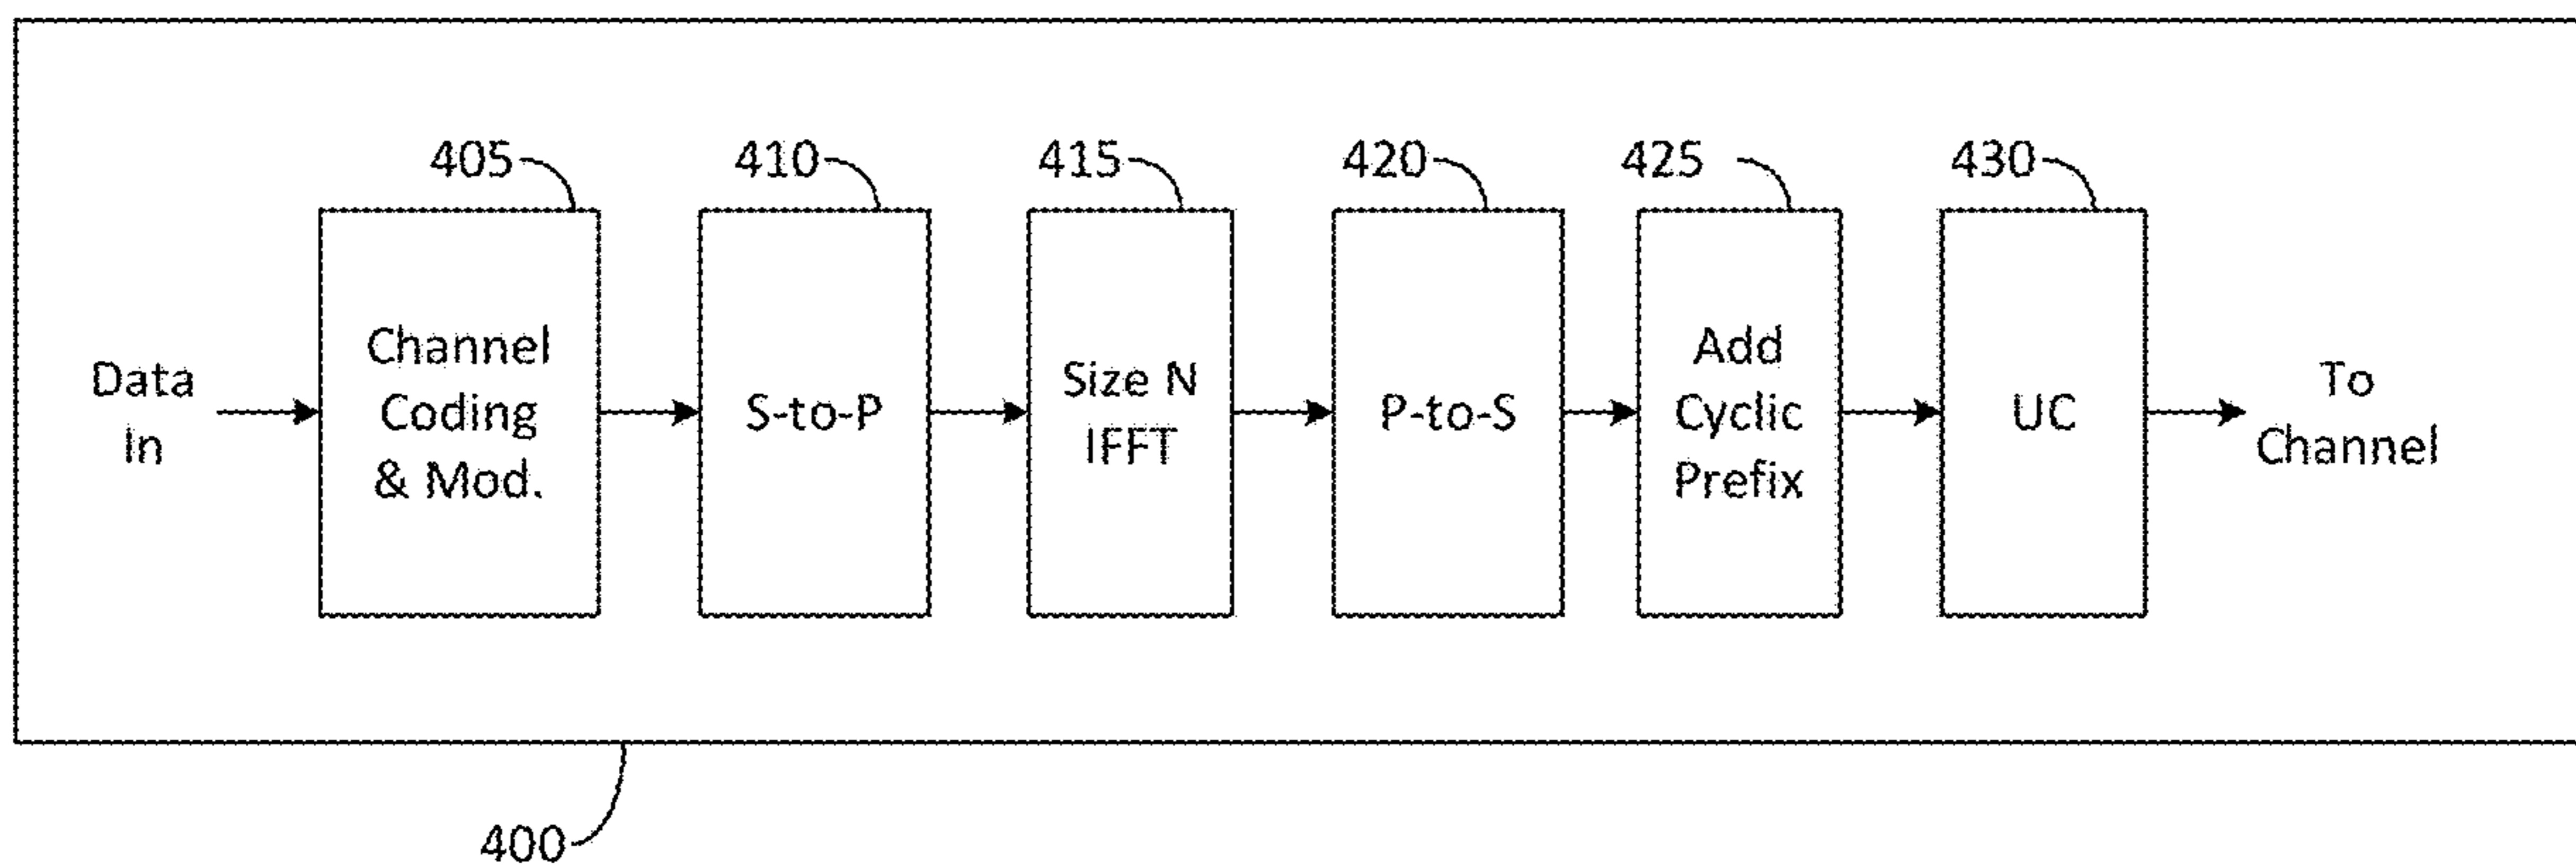 405
410
415
420
425
430
Data
In
Channel
Coding
& Mod.
S-to-P
Size N
IFFT
P-to-S
Add
Cyclic
Prefix
UC
To
Channel
400